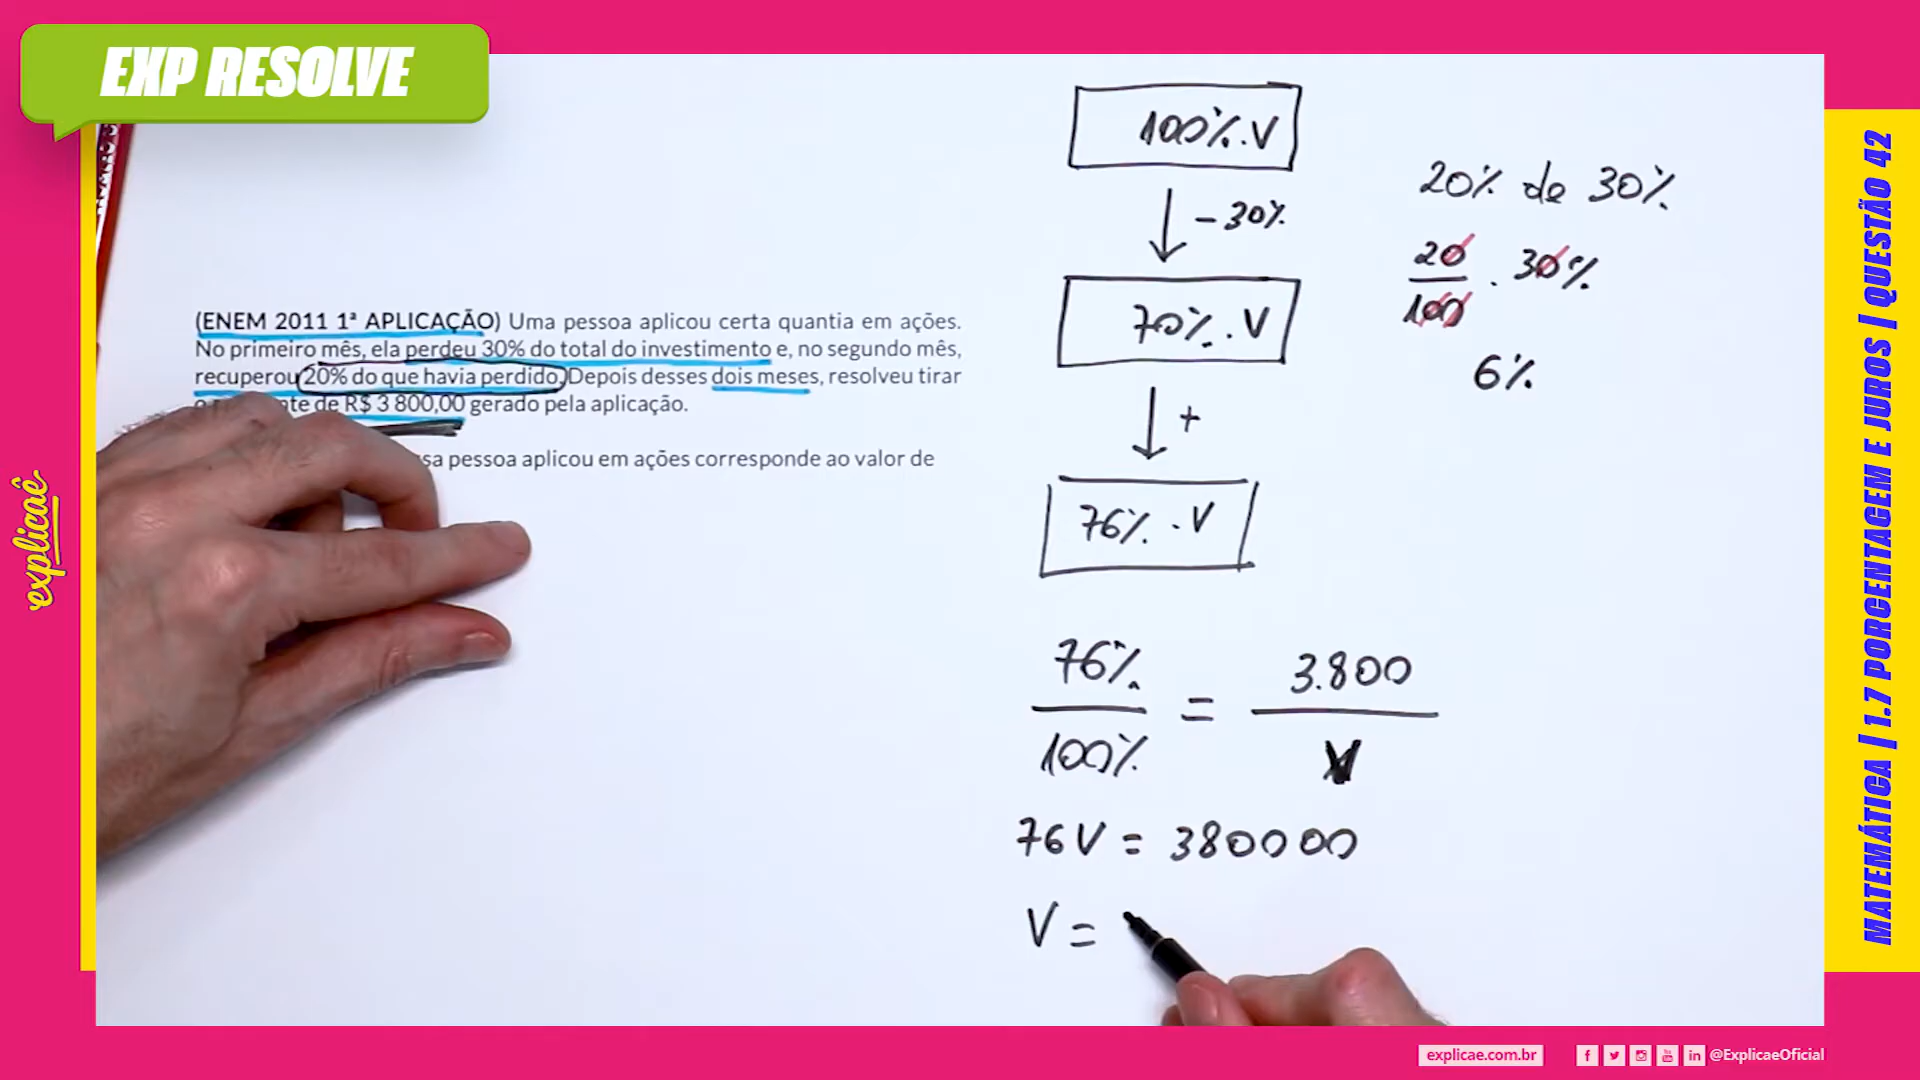 EXP RESOLVE
(ENEM 2011 1ª APLICAÇÃO) Uma pessoa aplicou certa quantia em ações.
No primeiro mês, ela perdeu 30% do total do investimento e, no segundo mês,
recuperou 20% do que havia perdido. Depois desses dois meses, resolveu tirar
de R$ 3 800,00 gerado pela aplicação.
pessoa aplicou em ações corresponde ao valor de
100%.V
- 30%
70%.V
+
76%.V
20% de 30%
20/100 . 30%
6%
76%/100% = 3.800/V
76V = 380000
V =
explicaê
MATEMÁTICA | 1.7 PORCENTAGEM E JUROS | QUESTÃO 42
explicae.com.br
@ExplicaeOficial